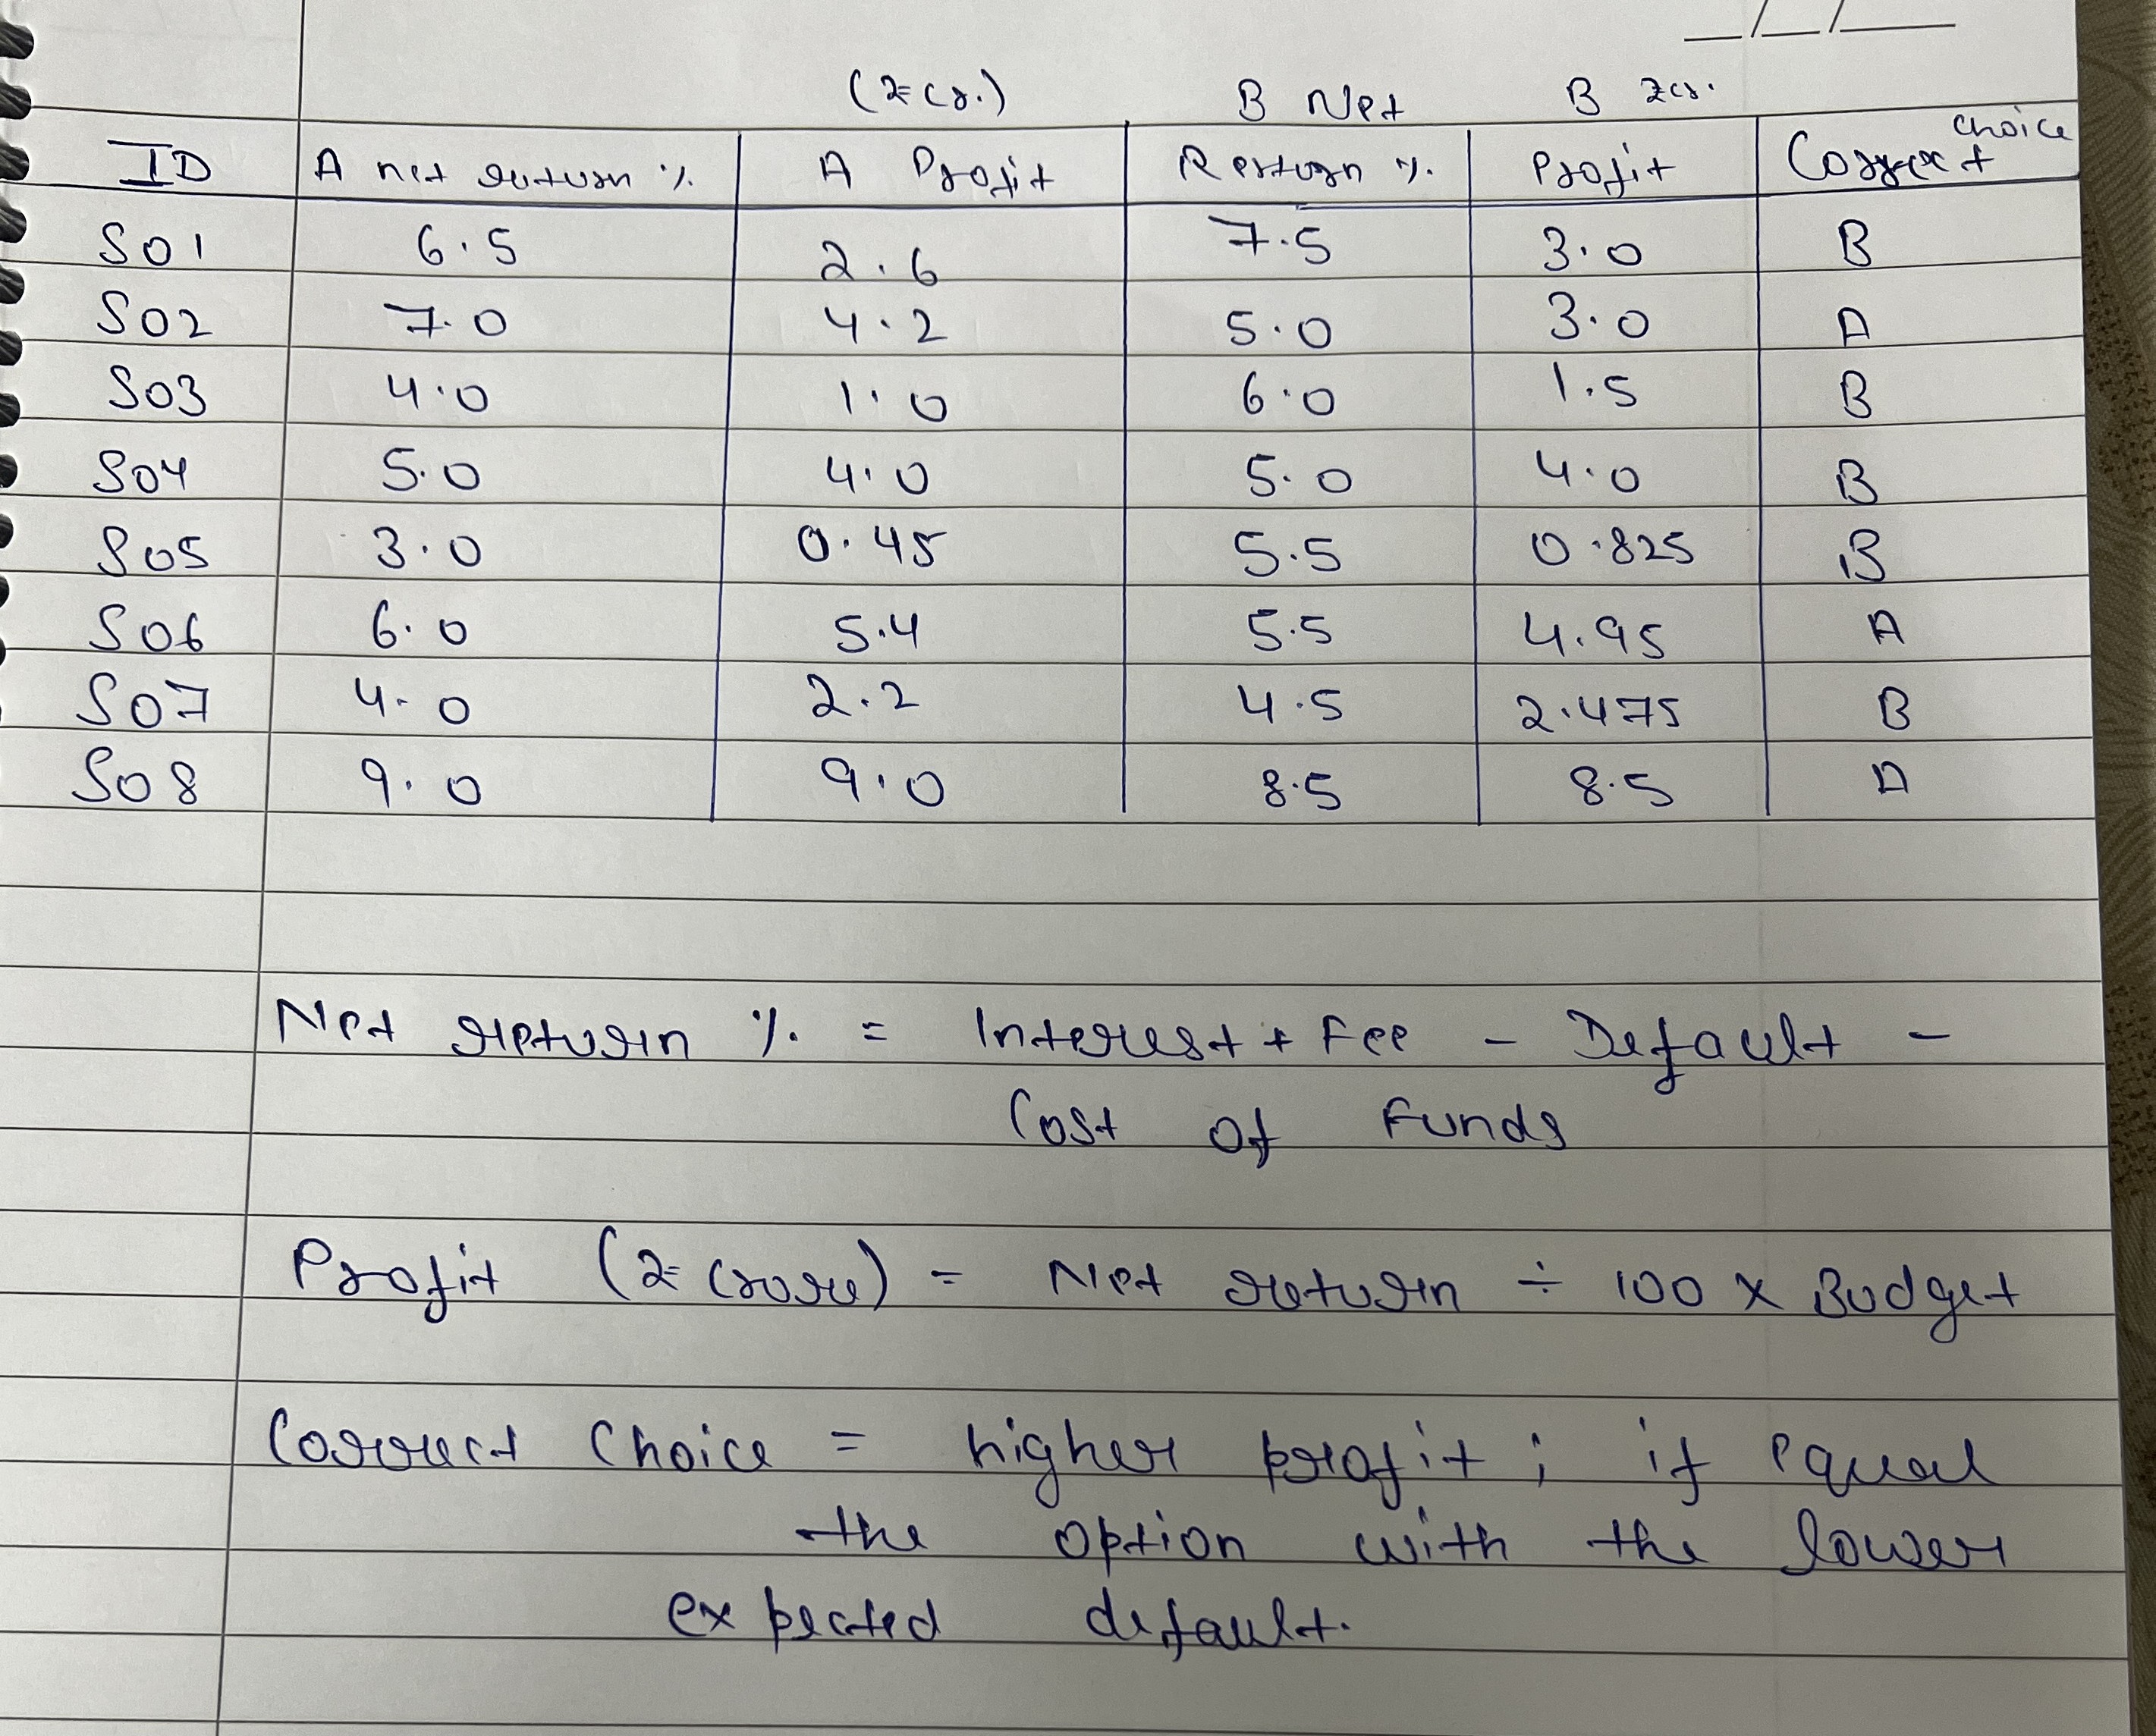 __/__/____
(₹ cr.) B Net B ₹cr.
ID A net return % A Profit Return % Profit Correct choice
S01 6.5 2.6 7.5 3.0 B
S02 7.0 4.2 5.0 3.0 A
S03 4.0 1.0 6.0 1.5 B
S04 5.0 4.0 5.0 4.0 B
S05 3.0 0.45 5.5 0.825 B
S06 6.0 5.4 5.5 4.95 A
S07 4.0 2.2 4.5 2.475 B
S08 9.0 9.0 8.5 8.5 A
Net return % = Interest + Fee - Default -
Cost of Funds
Profit (₹ crore) = Net return ÷ 100 x Budget
Correct Choice = higher profit ; if equal
the option with the lower
expected default.